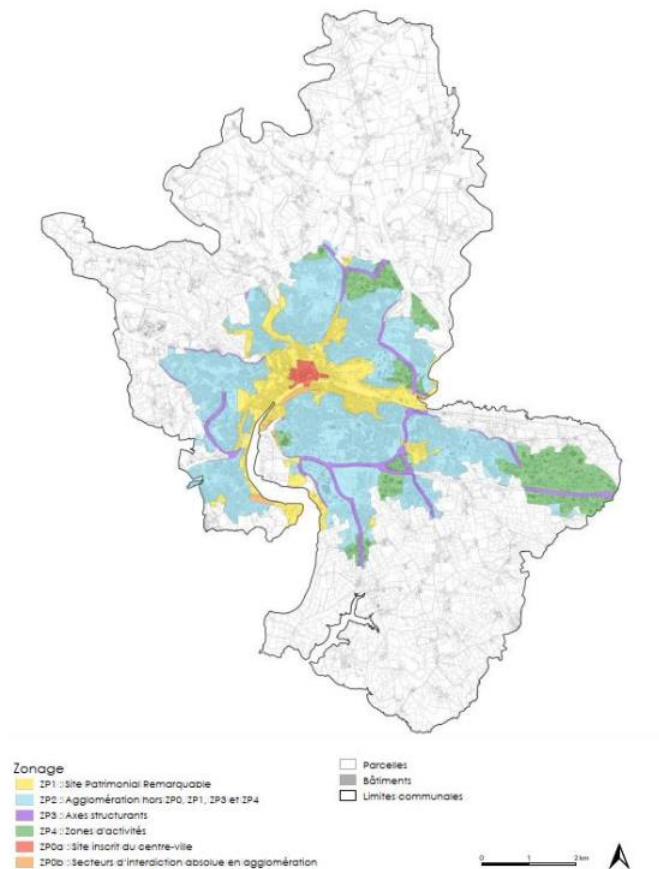 Zonage
ZP1 : Site Patrimonial Remarquable
ZP2 : Agglomération hors ZP0, ZP1, ZP3 et ZP4
ZP3 : Axes structurants
ZP4 : Zones d'activités
ZP0a : Site inscrit du centre-ville
ZP0b : Secteurs d'interdiction absolue en agglomération
Parcelles
Bâtiments
Limites communales
0 1 2 km